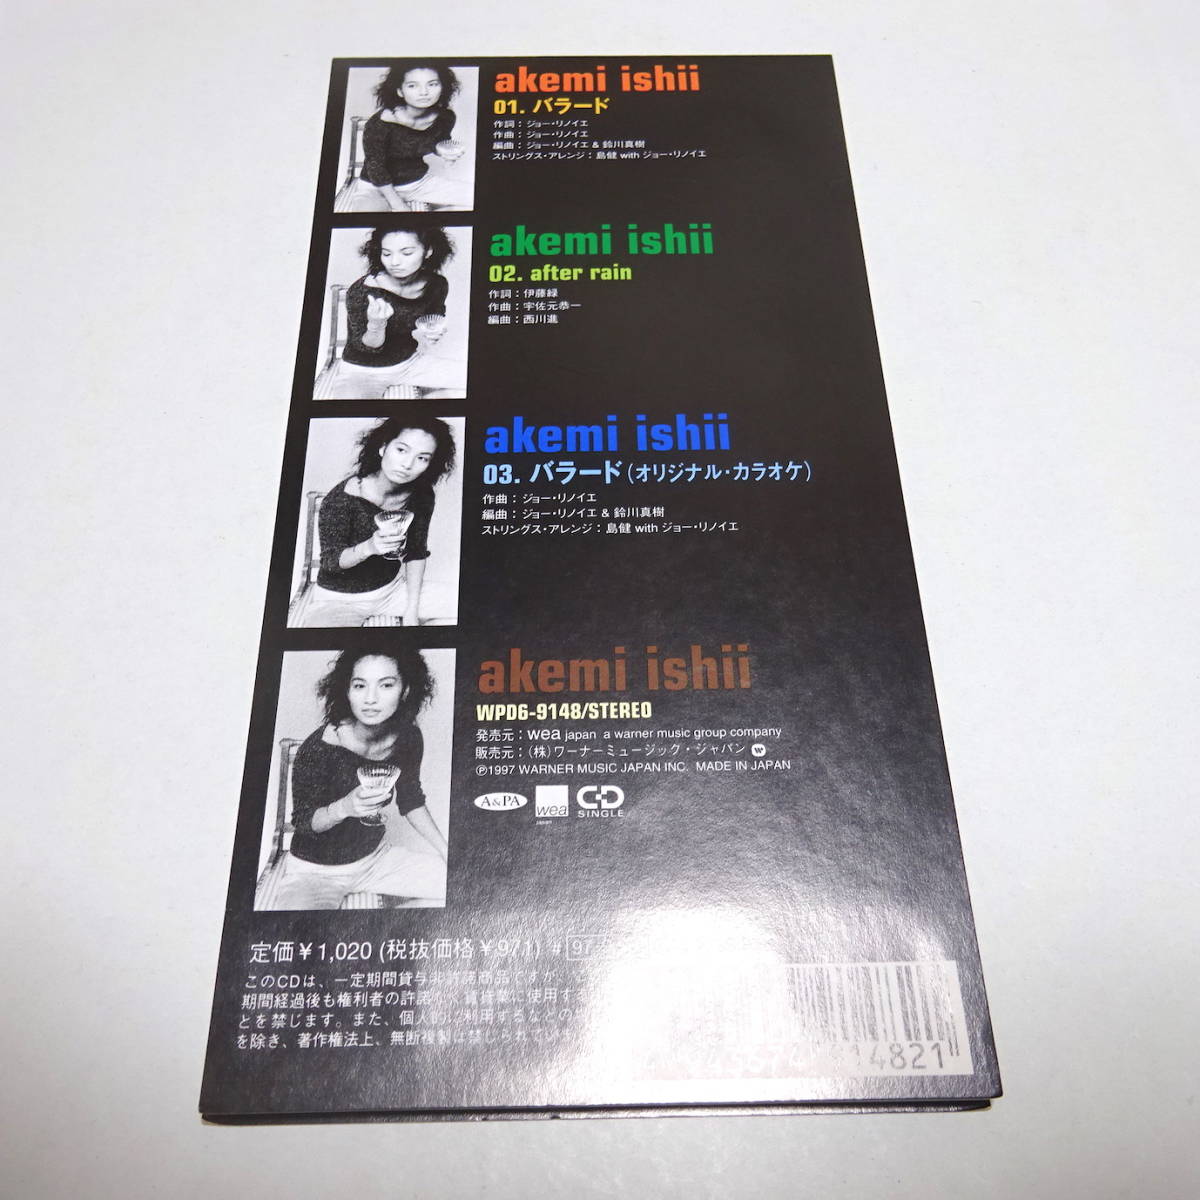 akemi ishii
01. バラード
作詞：ジョー・リノイエ
作曲：ジョー・リノイエ
編曲：ジョー・リノイエ & 鈴川真樹
ストリングス・アレンジ：島健 with ジョー・リノイエ
akemi ishii
02. after rain
作詞：伊藤緑
作曲：宇佐元恭一
編曲：西川進
akemi ishii
03. バラード（オリジナル・カラオケ）
作曲：ジョー・リノイエ
編曲：ジョー・リノイエ & 鈴川真樹
ストリングス・アレンジ：島健 with ジョー・リノイエ
akemi ishii
WPD6-9148/STEREO
発売元：wea japan a warner music group company
販売元：(株)ワーナーミュージック・ジャパン
Ⓟ1997 WARNER MUSIC JAPAN INC. MADE IN JAPAN
A&PA wea JAPAN CD SINGLE
定価￥1,020 (税抜価格￥971) # 97
このCDは、一定期間貸与非許諾商品ですが、
期間経過後も権利者の許諾なく賃貸業に使用する
とを禁じます。また、個人的に利用するなどの
を除き、著作権法上、無断複製は禁じられてい
14821